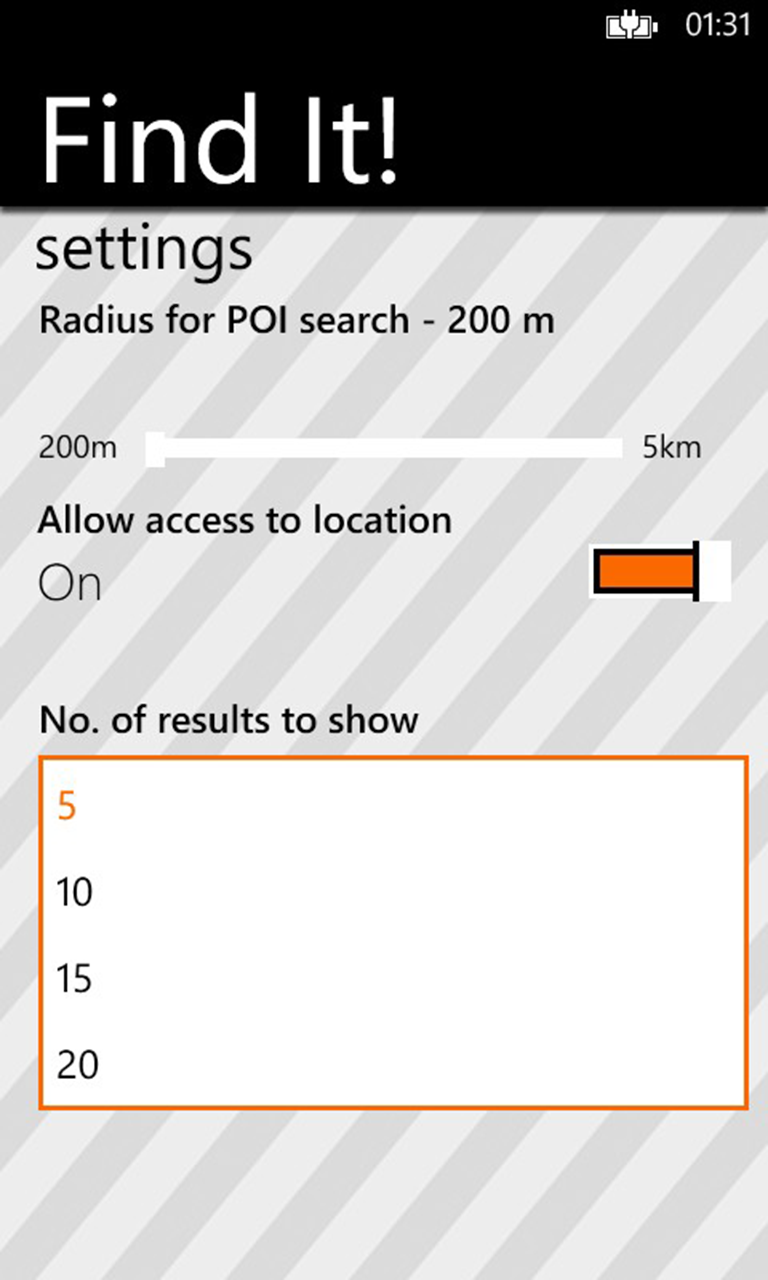 01:31
Find It!
settings
Radius for POI search - 200 m
200m 5km
Allow access to location
On
No. of results to show
5
10
15
20